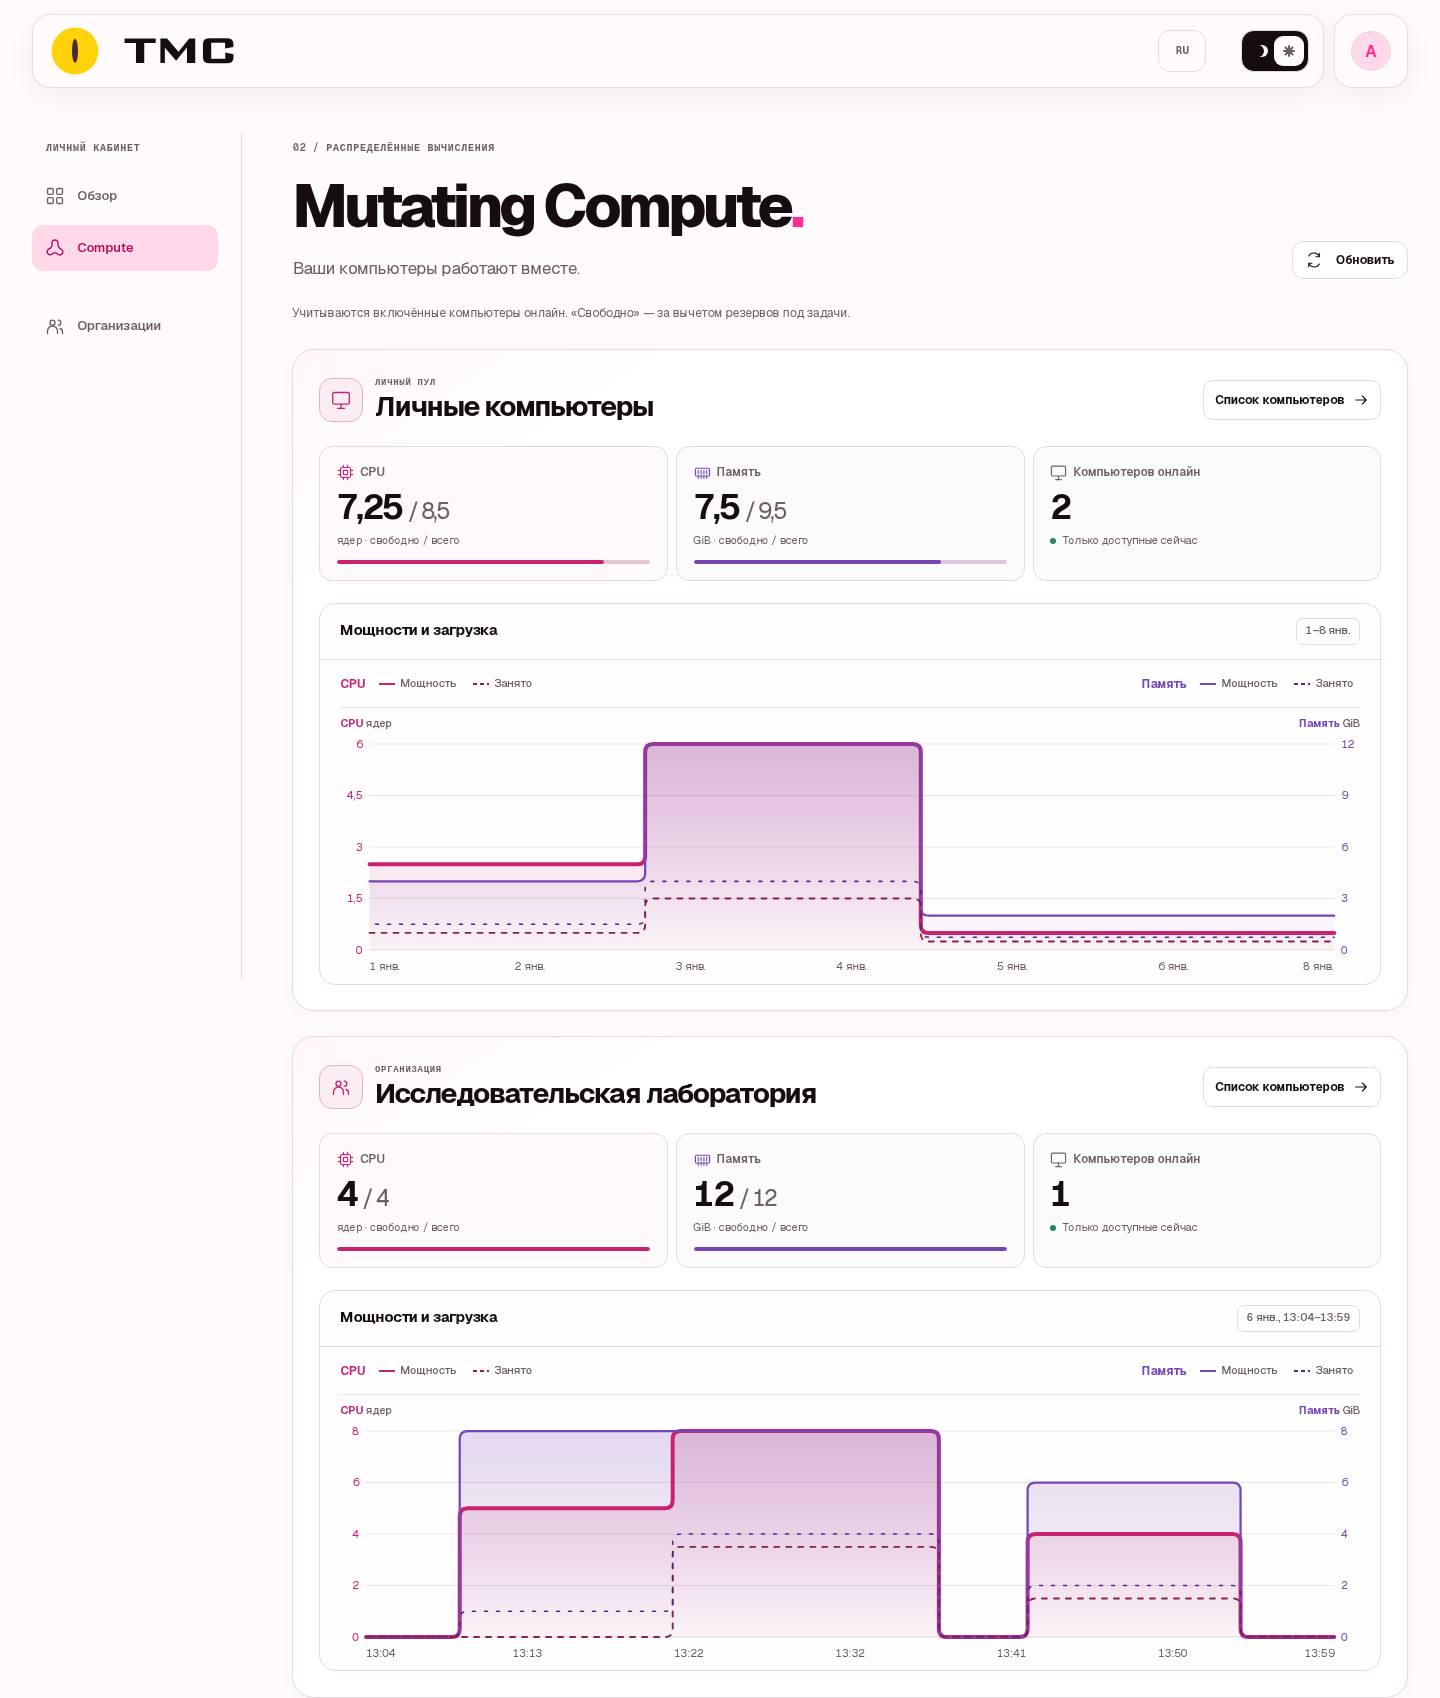 TMC
RU
A
ЛИЧНЫЙ КАБИНЕТ
Обзор
Compute
Организации
02 / РАСПРЕДЕЛЁННЫЕ ВЫЧИСЛЕНИЯ
Mutating Compute.
Ваши компьютеры работают вместе.
Обновить
Учитываются включённые компьютеры онлайн. «Свободно» — за вычетом резервов под задачи.
ЛИЧНЫЙ ПУЛ
Личные компьютеры
Список компьютеров
CPU
7,25 / 8,5
ядер · свободно / всего
Память
7,5 / 9,5
GiB · свободно / всего
Компьютеров онлайн
2
Только доступные сейчас
Мощности и загрузка
1–8 янв.
CPU Мощность Занято
Память Мощность Занято
CPU ядер
Память GiB
6 12
4,5 9
3 6
1,5 3
0 0
1 янв. 2 янв. 3 янв. 4 янв. 5 янв. 6 янв. 8 янв.
ОРГАНИЗАЦИЯ
Исследовательская лаборатория
Список компьютеров
CPU
4 / 4
ядер · свободно / всего
Память
12 / 12
GiB · свободно / всего
Компьютеров онлайн
1
Только доступные сейчас
Мощности и загрузка
6 янв., 13:04–13:59
CPU Мощность Занято
Память Мощность Занято
CPU ядер
Память GiB
8 8
6 6
4 4
2 2
0 0
13:04 13:13 13:22 13:32 13:41 13:50 13:59